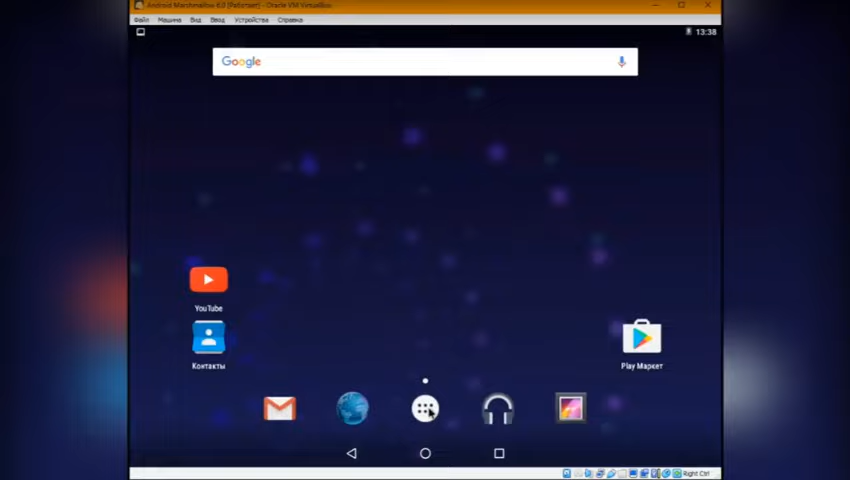 Android Marshmallow 6.0 [Работает] - Oracle VM VirtualBox
Файл Машина Вид Ввод Устройства Справка
13:38
Google
YouTube
Контакты
Play Маркет
Right Ctrl